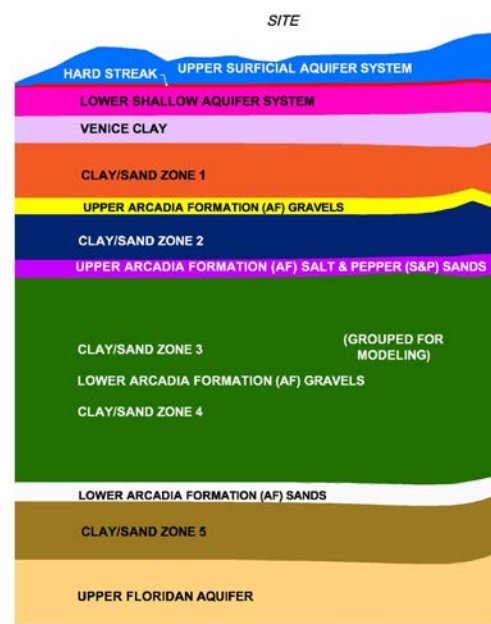 SITE
UPPER SURFICIAL AQUIFER SYSTEM
HARD STREAK
LOWER SHALLOW AQUIFER SYSTEM
VENICE CLAY
CLAY/SAND ZONE 1
UPPER ARCADIA FORMATION (AF) GRAVELS
CLAY/SAND ZONE 2
UPPER ARCADIA FORMATION (AF) SALT & PEPPER (S&P) SANDS
CLAY/SAND ZONE 3
(GROUPED FOR
MODELING)
LOWER ARCADIA FORMATION (AF) GRAVELS
CLAY/SAND ZONE 4
LOWER ARCADIA FORMATION (AF) SANDS
CLAY/SAND ZONE 5
UPPER FLORIDAN AQUIFER